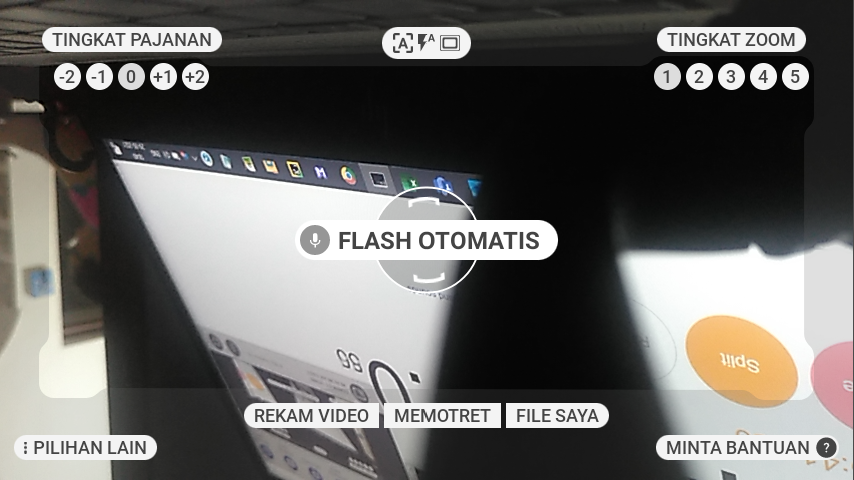 TINGKAT PAJANAN
TINGKAT ZOOM
-2 -1 0 +1 +2
1 2 3 4 5
FLASH OTOMATIS
Split
REKAM VIDEO
MEMOTRET
FILE SAYA
PILIHAN LAIN
MINTA BANTUAN ?